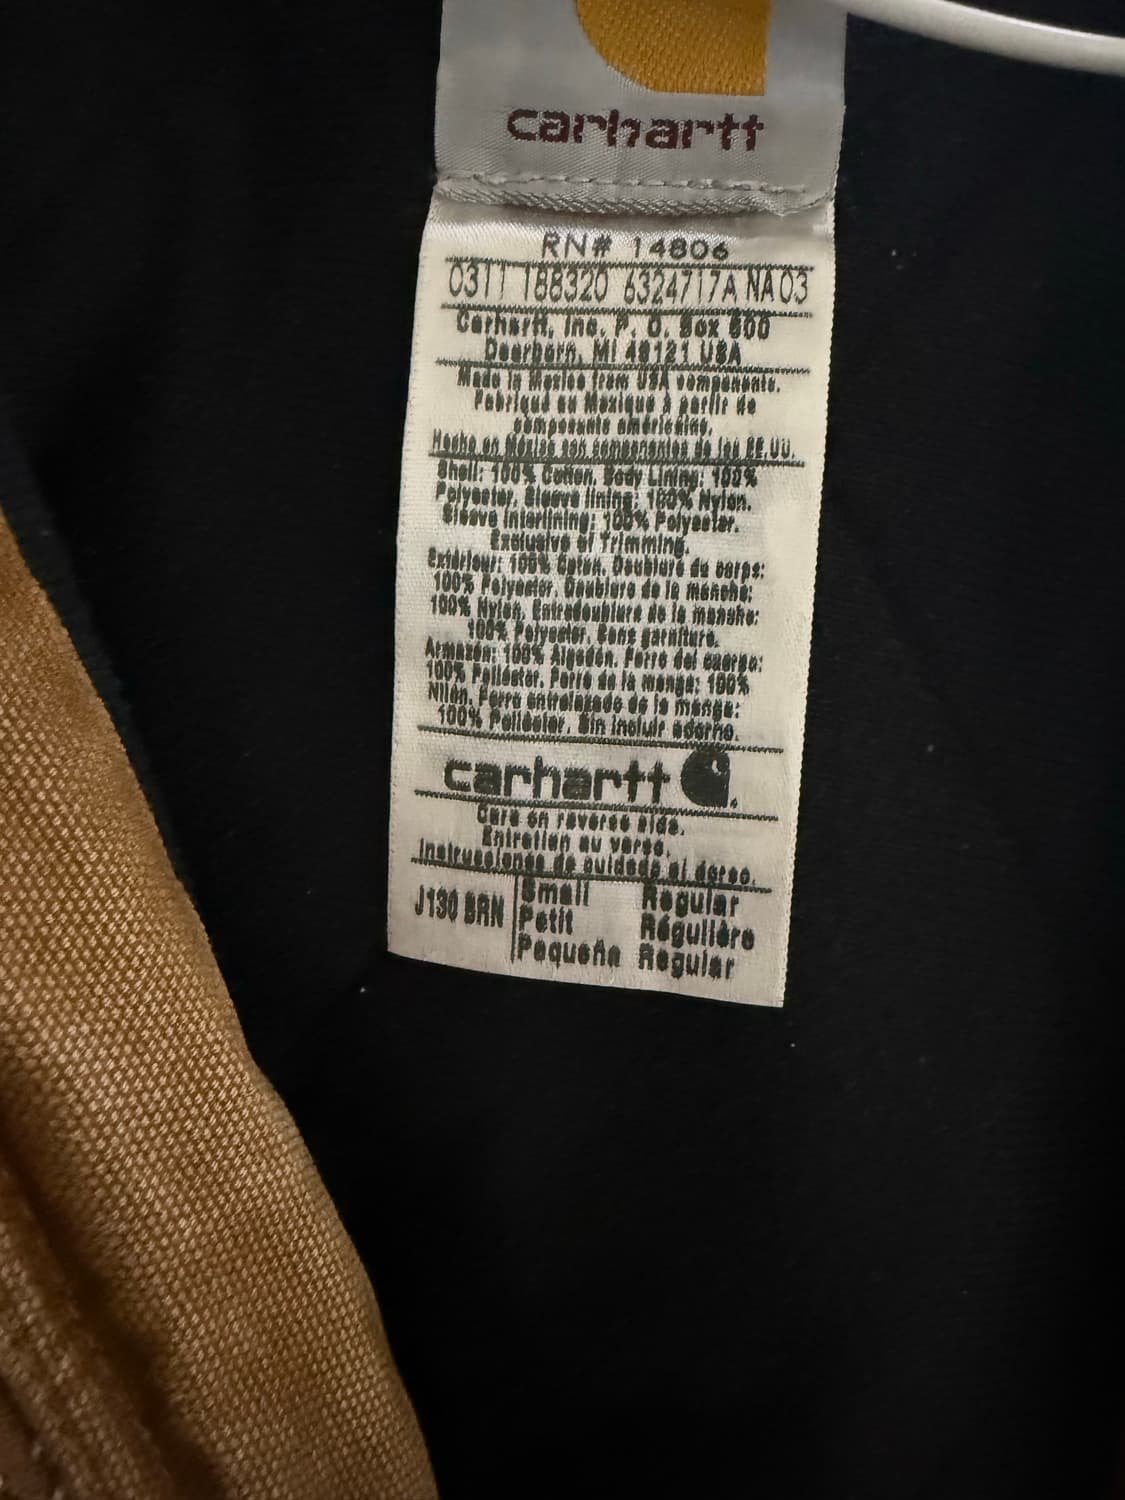 carhartt
RN# 14806
0311 188320 6324717A NA03
Carhartt, Inc. P. O. Box 600
Dearborn, MI 48121 USA
Made in Mexico from USA components.
Fabriqué au Mexique à partir de
composants américains.
Hecho en México con componentes de los EE.UU.
Shell: 100% Cotton, Body Lining: 100%
Polyester, Sleeve lining: 100% Nylon.
Sleeve Interlining: 100% Polyester.
Exclusive of Trimming.
Extérieur: 100% Coton. Doublure du corps:
100% Polyester. Doublure de la manche:
100% Nylon. Entredoublure de la manche:
100% Polyester. Sans garniture.
Armazón: 100% Algodón. Forro del cuerpo:
100% Poliéster. Forro de la manga: 100%
Nilón. Forro entrelazado de la manga:
100% Poliéster. Sin incluir adorno.
carhartt
Care on reverse side.
Entretien au verso.
Instrucciones de cuidado al dorso.
J130 BRN Small Regular
Petit Régulière
Pequeña Regular